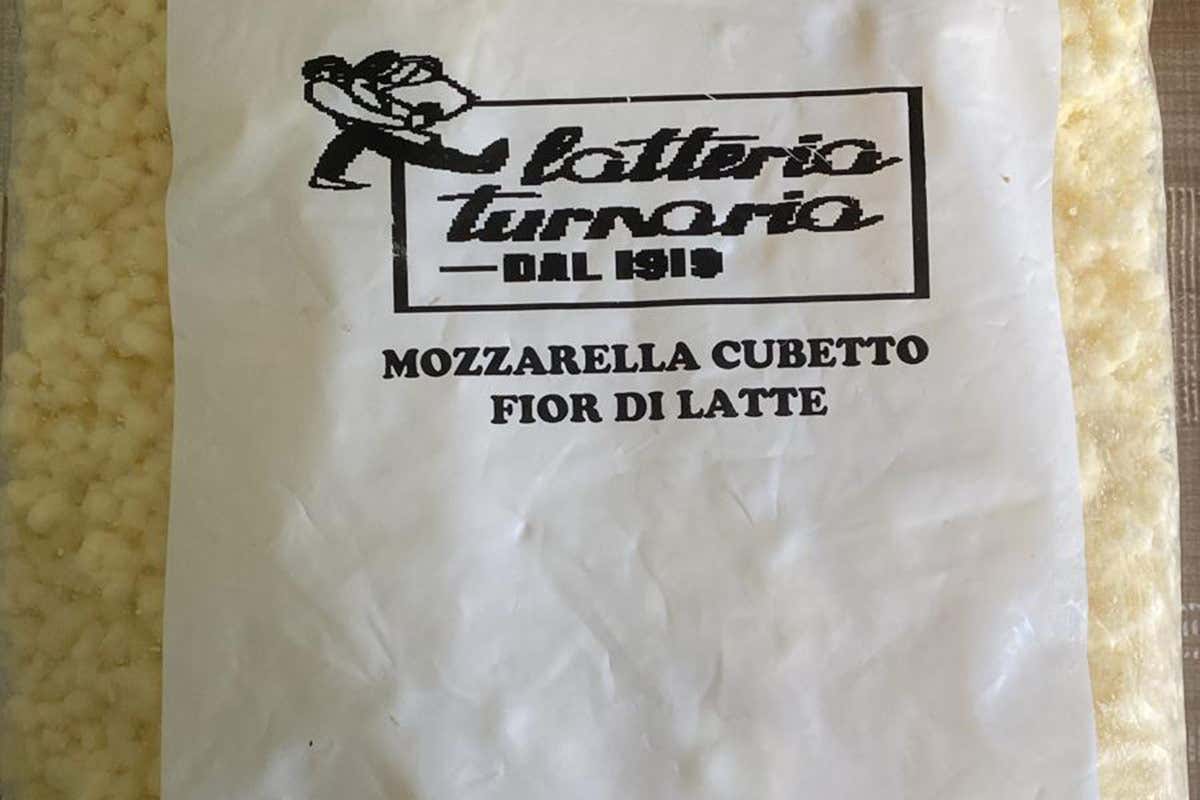 latteria
turnaria
DAL 1919
MOZZARELLA CUBETTO
FIOR DI LATTE